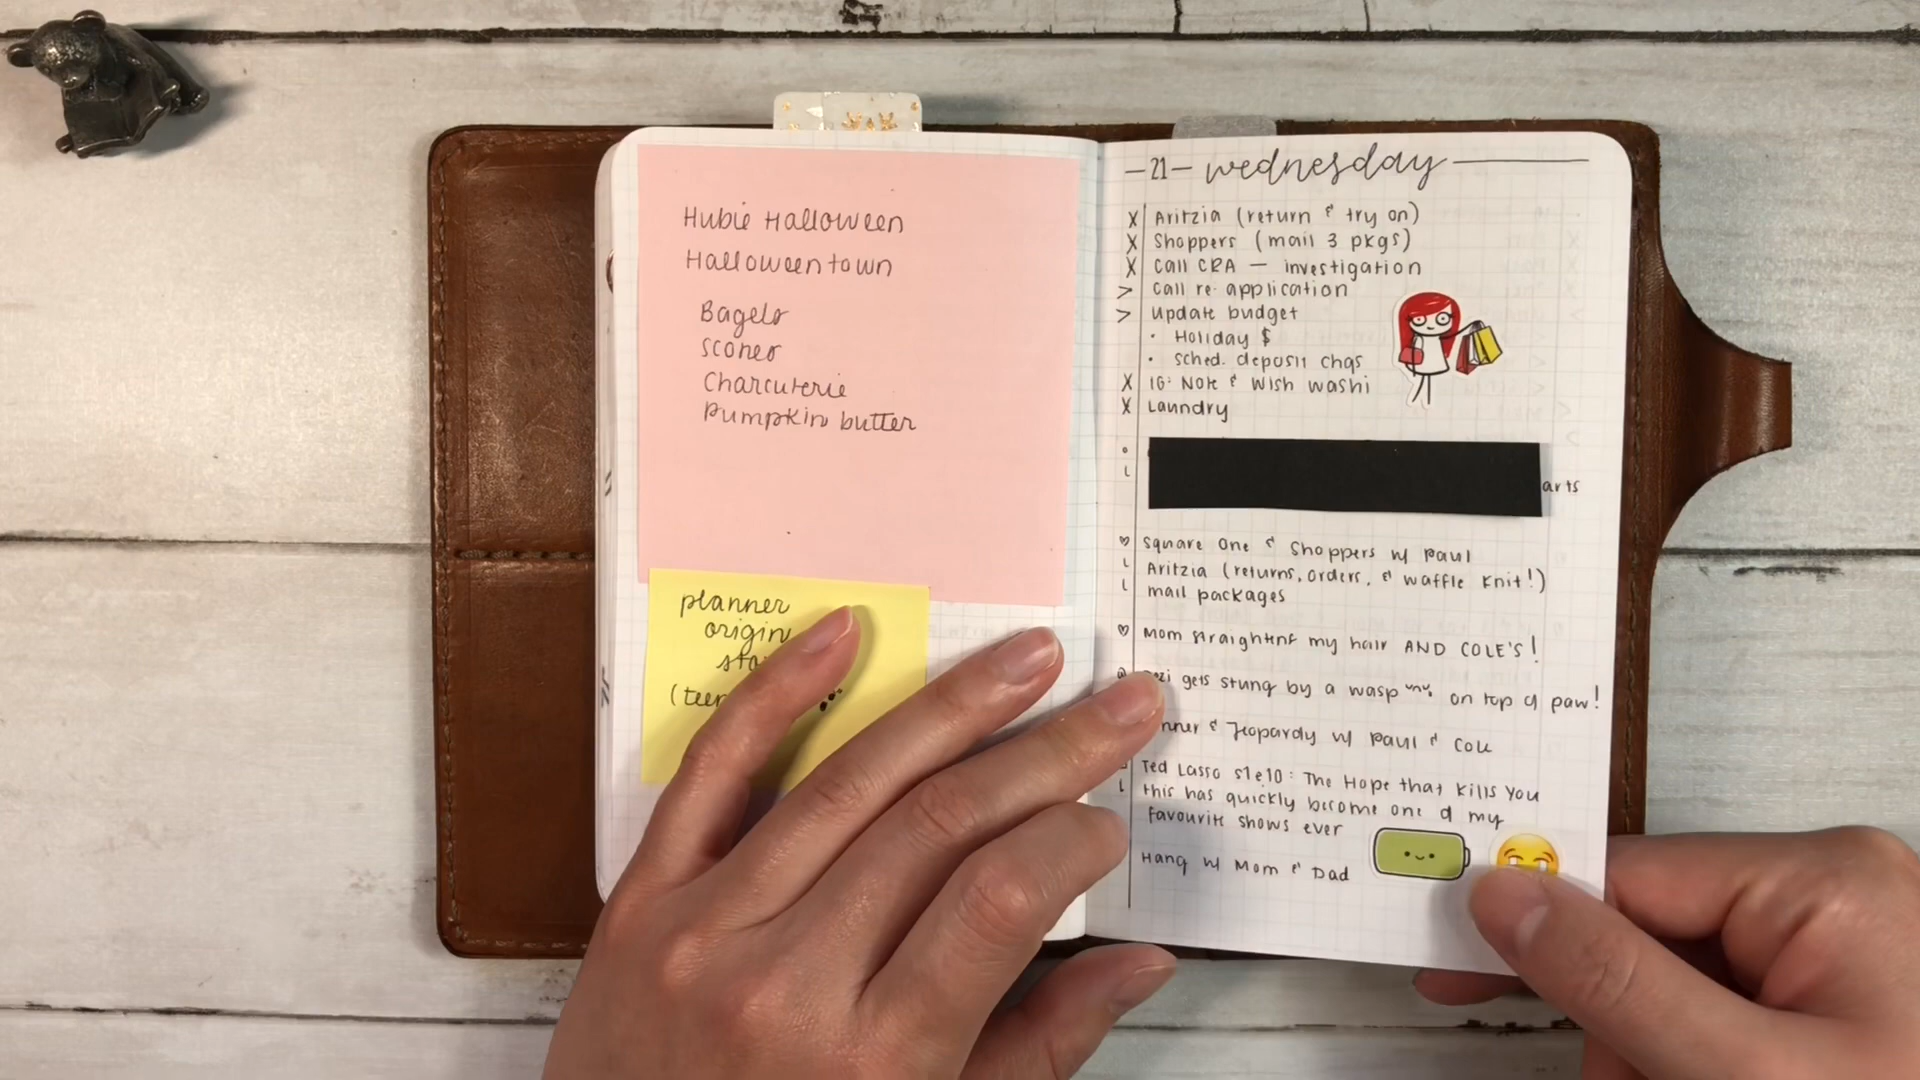 Hubie Halloween
Halloweentown
Bagels
Scones
Charcuterie
Pumpkin butter
planner
origin
(teen
—21— wednesday
X Aritzia (return & try on)
X Shoppers (mail 3 pkgs)
X Call CRA — investigation
> Call re: application
> Update budget
• Holiday $
• sched. deposit chqs
X IG: Note & Wish washi
X Laundry
arts
♡ Square One & Shoppers w/ Paul
L Aritzia (returns, orders, & waffle knit!)
L mail packages
♡ Mom straightens my hair AND COLE'S!
gets stung by a wasp on top of paw!
& Jeopardy w/ Paul & Cole
Ted Lasso s1e10: The Hope that Kills You
L this has quickly become one of my
favourite shows ever
Hang w/ Mom & Dad